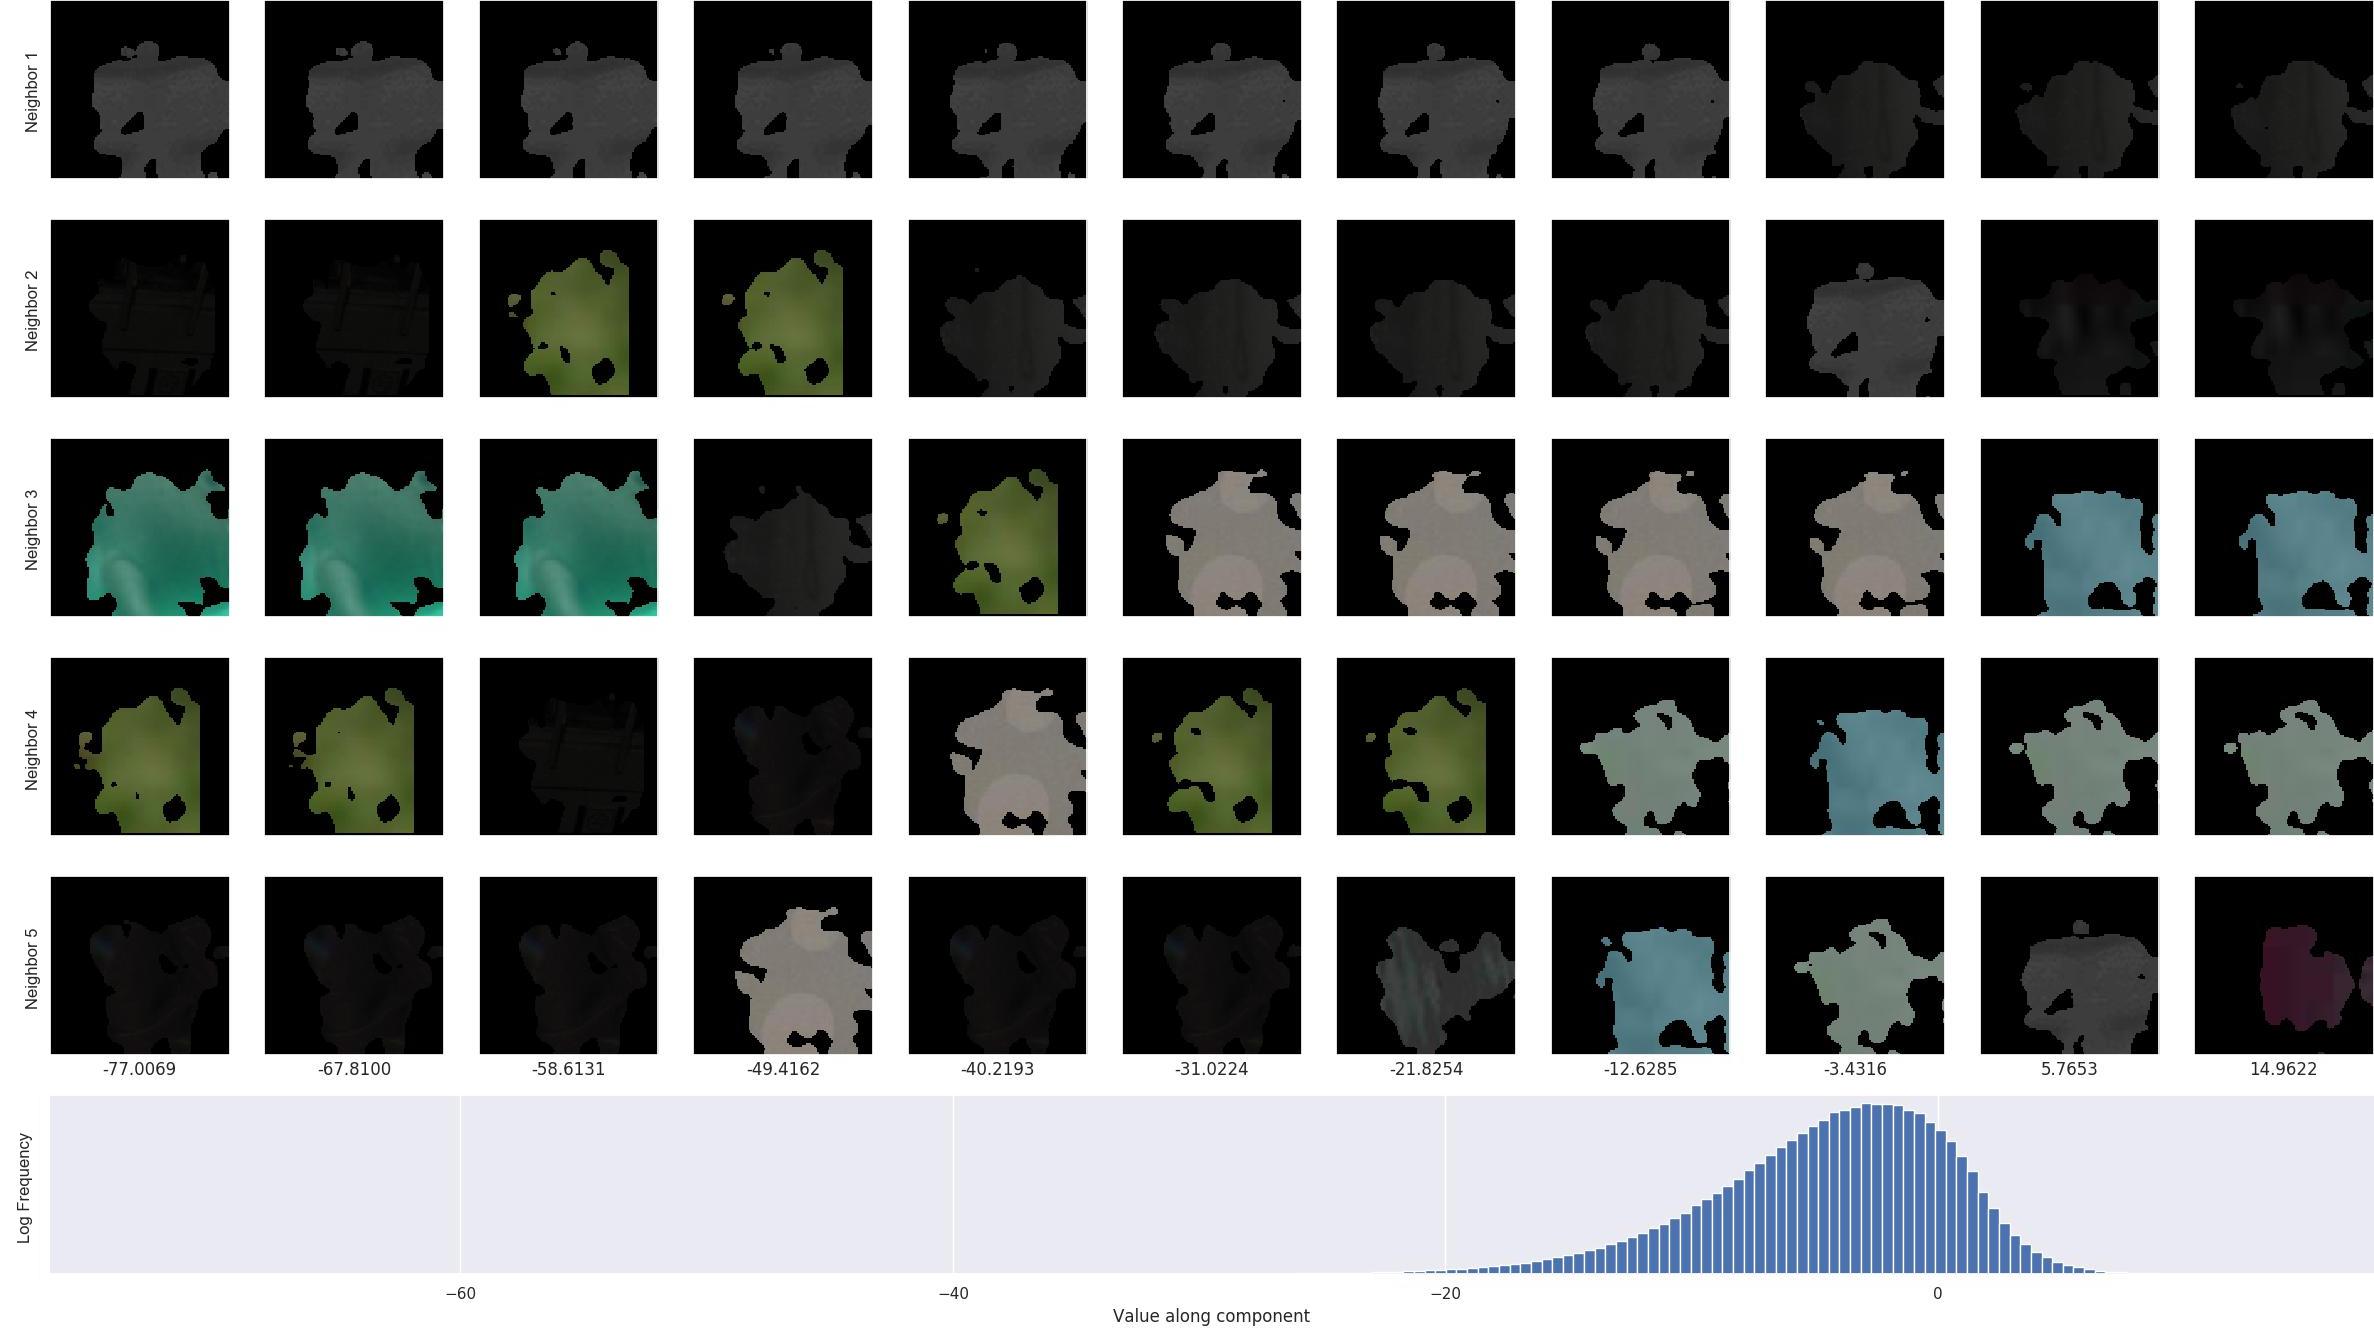 Neighbor 1
Neighbor 2
Neighbor 3
Neighbor 4
Neighbor 5
-77.0069 -67.8100 -58.6131 -49.4162 -40.2193 -31.0224 -21.8254 -12.6285 -3.4316 5.7653 14.9622
Log Frequency
−60 −40 −20 0
Value along component